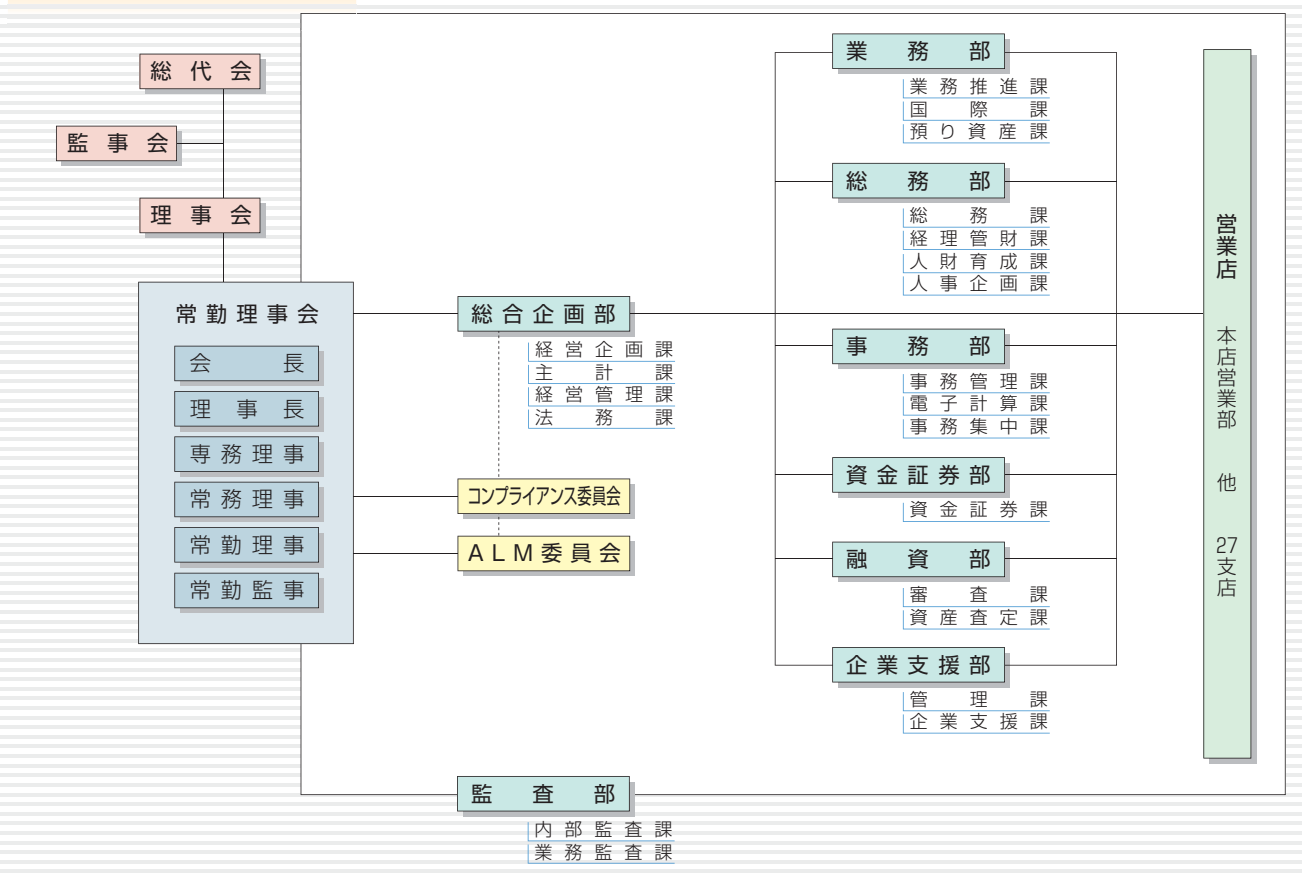 総代会
監事会
理事会
常勤理事会
会長
理事長
専務理事
常務理事
常勤理事
常勤監事
総合企画部
経営企画課
主計課
経営管理課
法務課
コンプライアンス委員会
ALM委員会
業務部
業務推進課
国際課
預り資産課
総務部
総務課
経理管財課
人財育成課
人事企画課
事務部
事務管理課
電子計算課
事務集中課
資金証券部
資金証券課
融資部
審査課
資産査定課
企業支援部
管理課
企業支援課
営業店 本店営業部 他 27支店
監査部
内部監査課
業務監査課